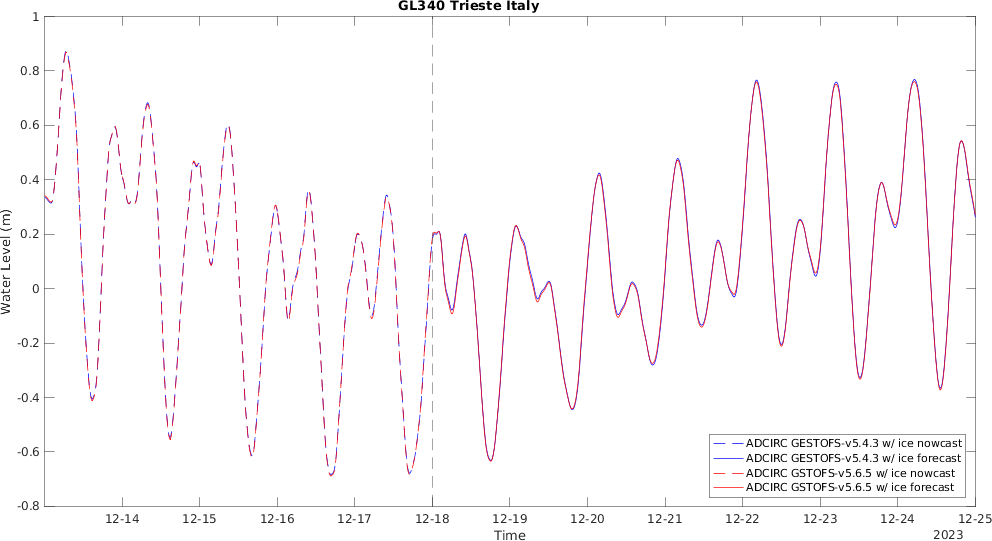 GL340 Trieste Italy
1
0.8
0.6
0.4
0.2
0
-0.2
-0.4
-0.6
-0.8
Water Level (m)
12-14 12-15 12-16 12-17 12-18 12-19 12-20 12-21 12-22 12-23 12-24 12-25
Time
2023
ADCIRC GESTOFS-v5.4.3 w/ ice nowcast
ADCIRC GESTOFS-v5.4.3 w/ ice forecast
ADCIRC GSTOFS-v5.6.5 w/ ice nowcast
ADCIRC GSTOFS-v5.6.5 w/ ice forecast